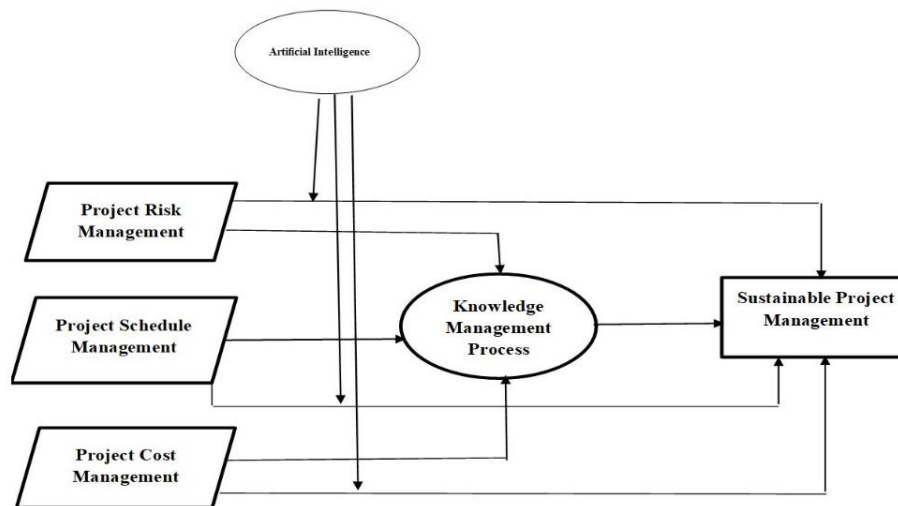 Artificial Intelligence
Project Risk
Management
Project Schedule
Management
Project Cost
Management
Knowledge
Management
Process
Sustainable Project
Management